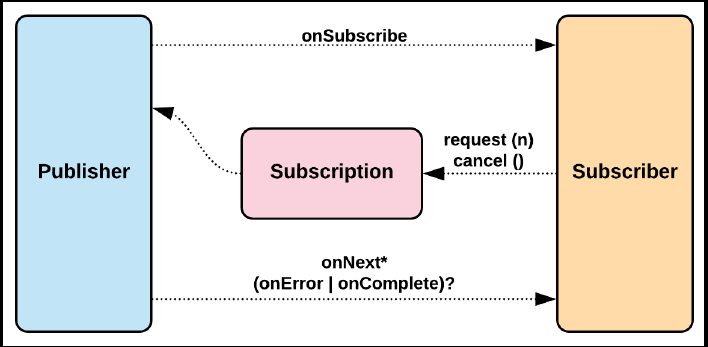 onSubscribe
request (n)
cancel ()
Publisher
Subscription
Subscriber
onNext*
(onError | onComplete)?